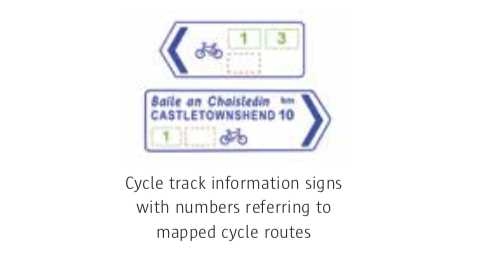 1 3
Baile an Chaisleáin km
CASTLETOWNSHEND 10
1
Cycle track information signs
with numbers referring to
mapped cycle routes